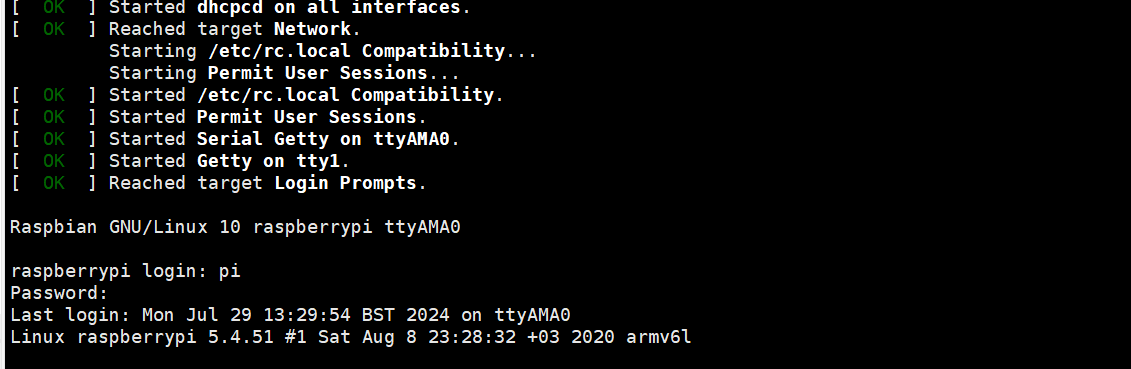 [  OK  ] Started dhcpcd on all interfaces.
[  OK  ] Reached target Network.
         Starting /etc/rc.local Compatibility...
         Starting Permit User Sessions...
[  OK  ] Started /etc/rc.local Compatibility.
[  OK  ] Started Permit User Sessions.
[  OK  ] Started Serial Getty on ttyAMA0.
[  OK  ] Started Getty on tty1.
[  OK  ] Reached target Login Prompts.
Raspbian GNU/Linux 10 raspberrypi ttyAMA0
raspberrypi login: pi
Password:
Last login: Mon Jul 29 13:29:54 BST 2024 on ttyAMA0
Linux raspberrypi 5.4.51 #1 Sat Aug 8 23:28:32 +03 2020 armv6l